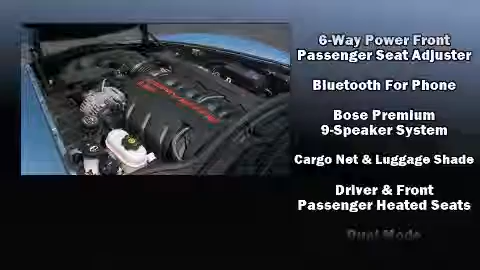 6-Way Power Front
Passenger Seat Adjuster
Bluetooth For Phone
Bose Premium
9-Speaker System
Cargo Net & Luggage Shade
Driver & Front
Passenger Heated Seats
Dual Mode